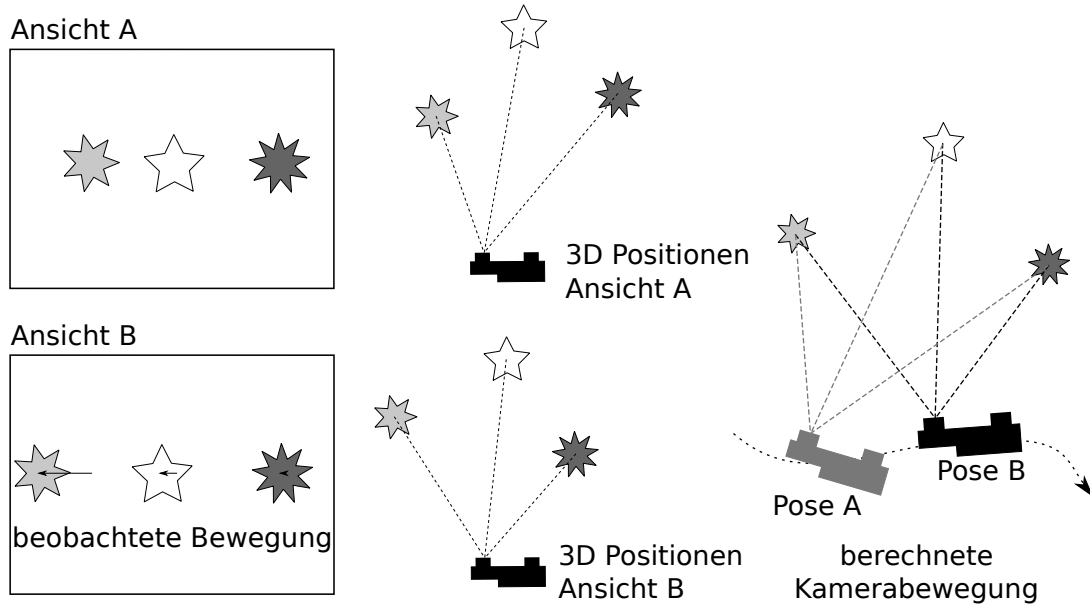 Ansicht A
3D Positionen
Ansicht A
Ansicht B
beobachtete Bewegung
3D Positionen
Ansicht B
Pose A
Pose B
berechnete
Kamerabewegung